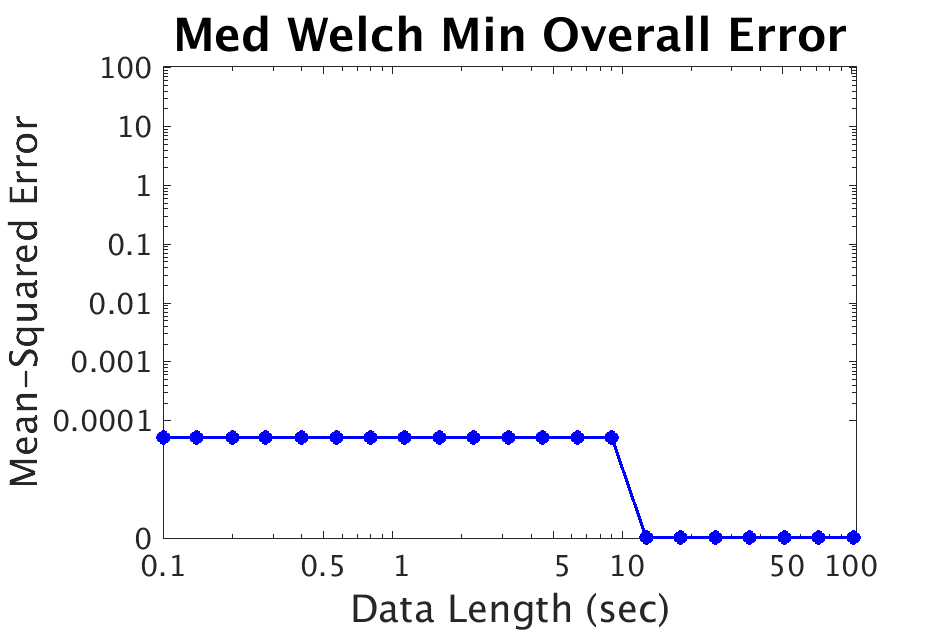 Med Welch Min Overall Error
100
10
1
0.1
0.01
0.001
0.0001
0
Mean-Squared Error
0.1 0.5 1 5 10 50 100
Data Length (sec)